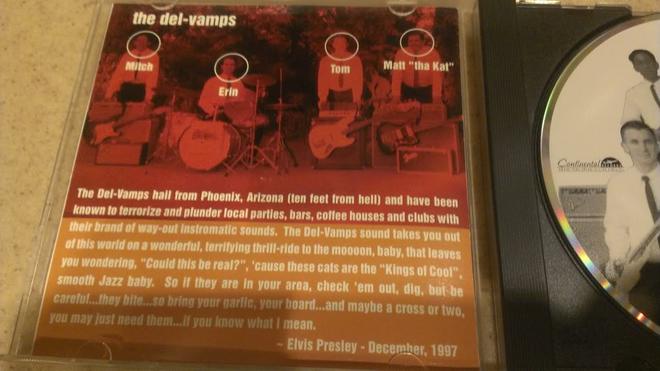 the del-vamps
Mitch
Erin
Tom
Matt "tha Kat"
The Del-Vamps hail from Phoenix, Arizona (ten feet from hell) and have been
known to terrorize and plunder local parties, bars, coffee houses and clubs with
their brand of way-out instromatic sounds. The Del-Vamps sound takes you out
of this world on a wonderful, terrifying thrill-ride to the moooon, baby, that leaves
you wondering, "Could this be real?", 'cause these cats are the "Kings of Cool",
smooth Jazz baby. So if they are in your area, check 'em out, dig, but be
careful...they bite...so bring your garlic, your board...and maybe a cross or two,
you may just need them...if you know what I mean.
~ Elvis Presley - December, 1997
Continental